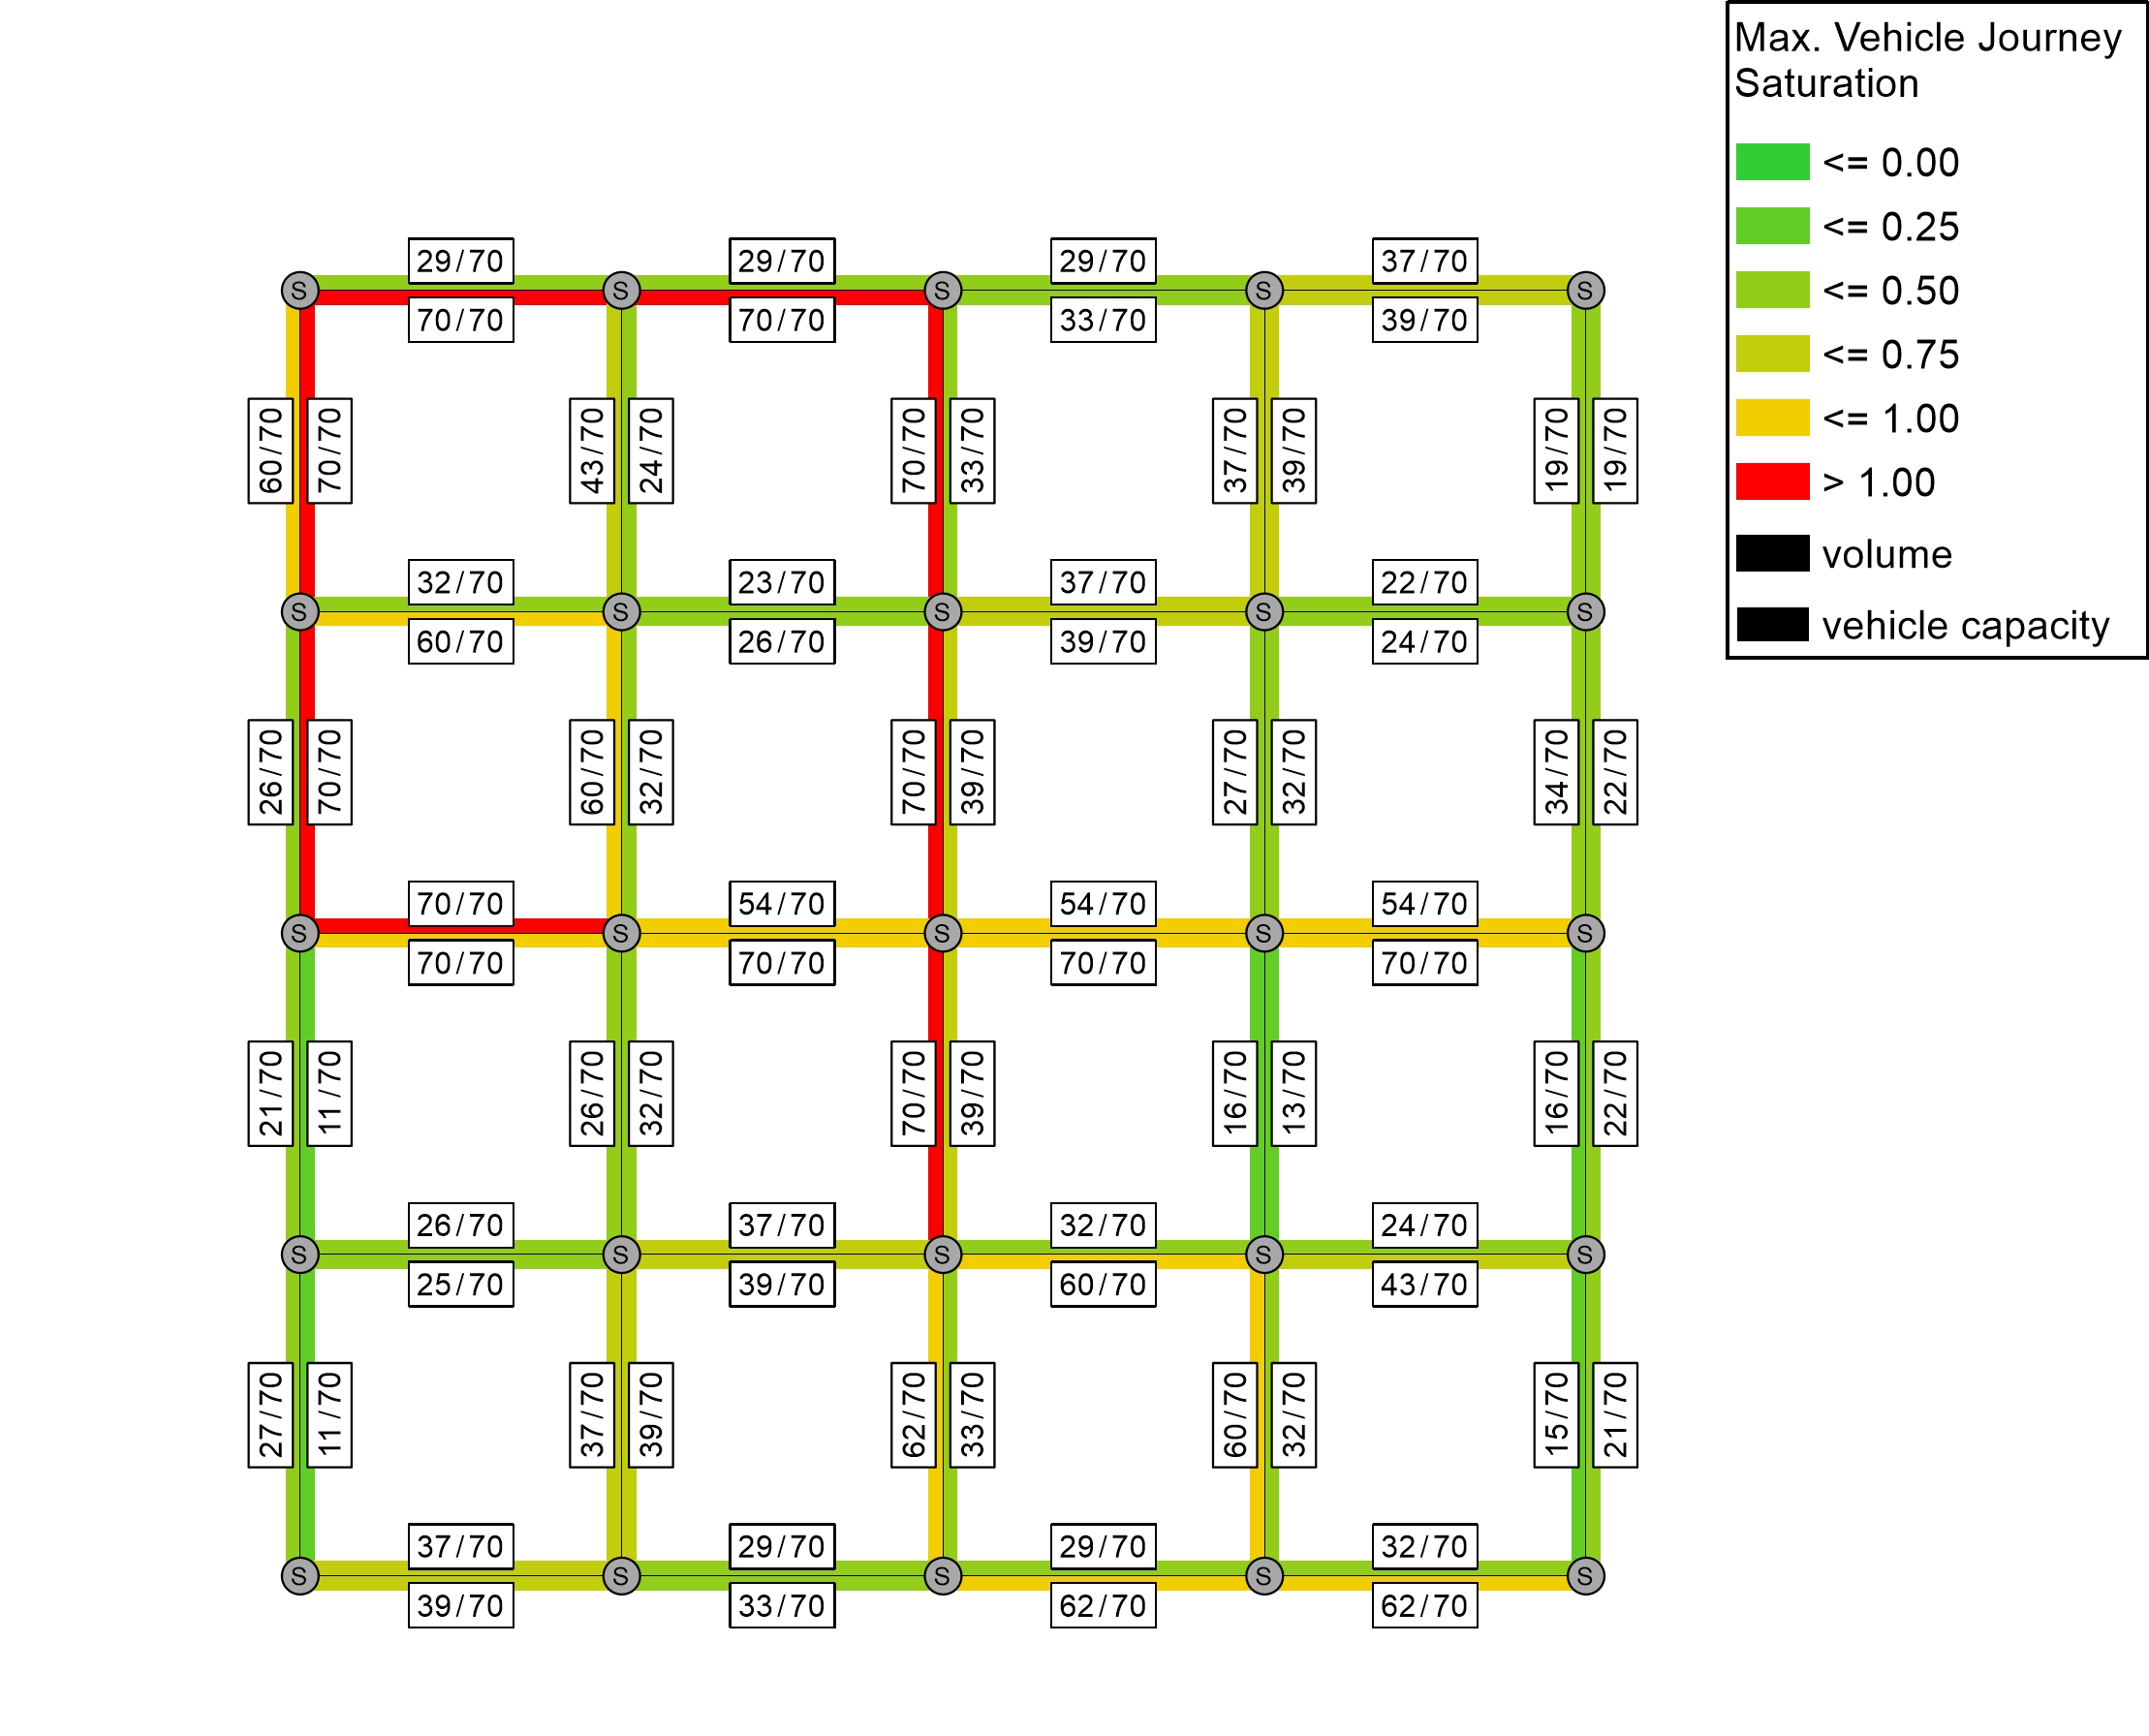 Max. Vehicle Journey
Saturation
<= 0.00
<= 0.25
<= 0.50
<= 0.75
<= 1.00
> 1.00
volume
vehicle capacity
29/70 29/70 29/70 37/70
S S S S S
70/70 70/70 33/70 39/70
60/70 70/70 43/70 24/70 70/70 33/70 37/70 39/70 19/70 19/70
32/70 23/70 37/70 22/70
S S S S S
60/70 26/70 39/70 24/70
26/70 70/70 60/70 32/70 70/70 39/70 27/70 32/70 34/70 22/70
70/70 54/70 54/70 54/70
S S S S S
70/70 70/70 70/70 70/70
21/70 11/70 26/70 32/70 70/70 39/70 16/70 13/70 16/70 22/70
26/70 37/70 32/70 24/70
S S S S S
25/70 39/70 60/70 43/70
27/70 11/70 37/70 39/70 62/70 33/70 60/70 32/70 15/70 21/70
37/70 29/70 29/70 32/70
S S S S S
39/70 33/70 62/70 62/70